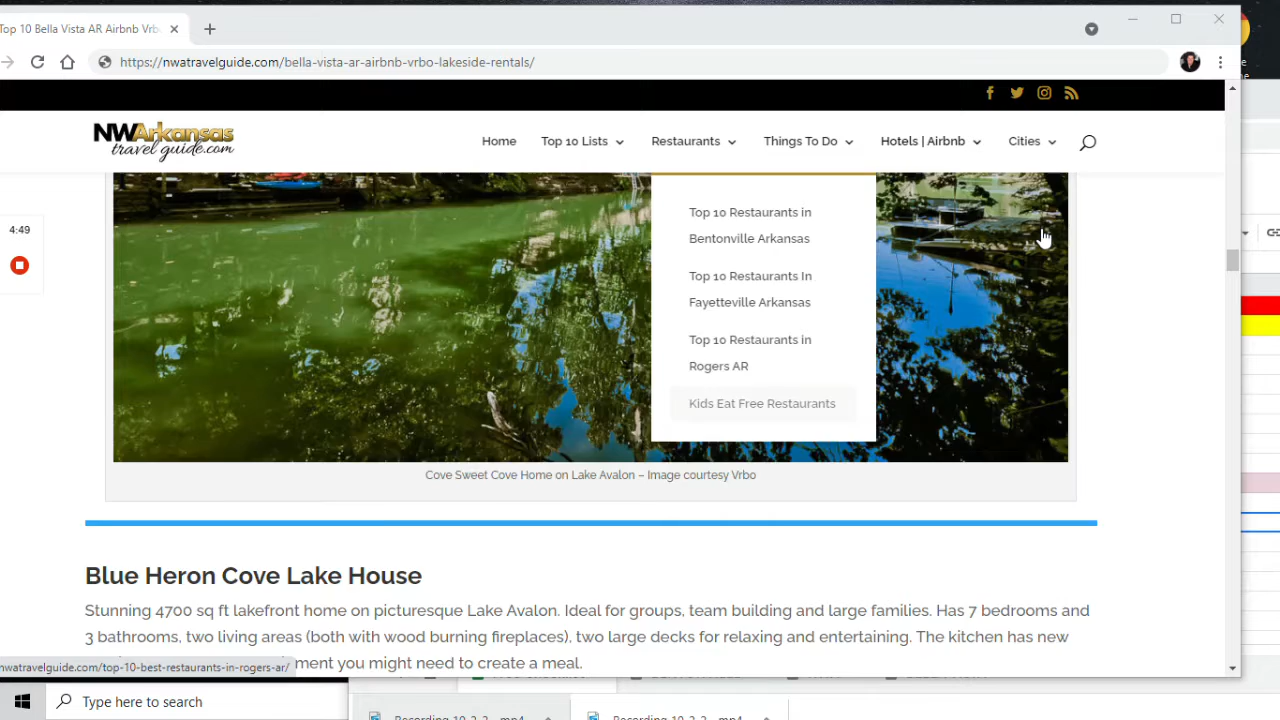 Top 10 Bella Vista AR Airbnb Vrb
https://nwatravelguide.com/bella-vista-ar-airbnb-vrbo-lakeside-rentals/
NWArkansas
travel guide.com
Home
Top 10 Lists
Restaurants
Things To Do
Hotels | Airbnb
Cities
4:49
Top 10 Restaurants in
Bentonville Arkansas
Top 10 Restaurants In
Fayetteville Arkansas
Top 10 Restaurants in
Rogers AR
Kids Eat Free Restaurants
Cove Sweet Cove Home on Lake Avalon – Image courtesy Vrbo
Blue Heron Cove Lake House
Stunning 4700 sq ft lakefront home on picturesque Lake Avalon. Ideal for groups, team building and large families. Has 7 bedrooms and
3 bathrooms, two living areas (both with wood burning fireplaces), two large decks for relaxing and entertaining. The kitchen has new
ment you might need to create a meal.
nwatravelguide.com/top-10-best-restaurants-in-rogers-ar/
Type here to search